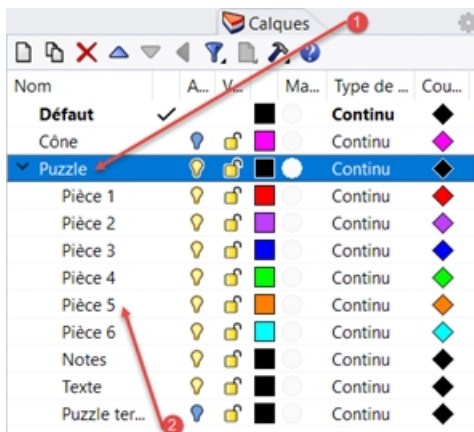 Calques
1
Nom A... V... Ma... Type de ... Cou...
Défaut Continu
Cône Continu
Puzzle Continu
Pièce 1 Continu
Pièce 2 Continu
Pièce 3 Continu
Pièce 4 Continu
Pièce 5 Continu
Pièce 6 Continu
Notes Continu
Texte Continu
Puzzle ter... Continu
2